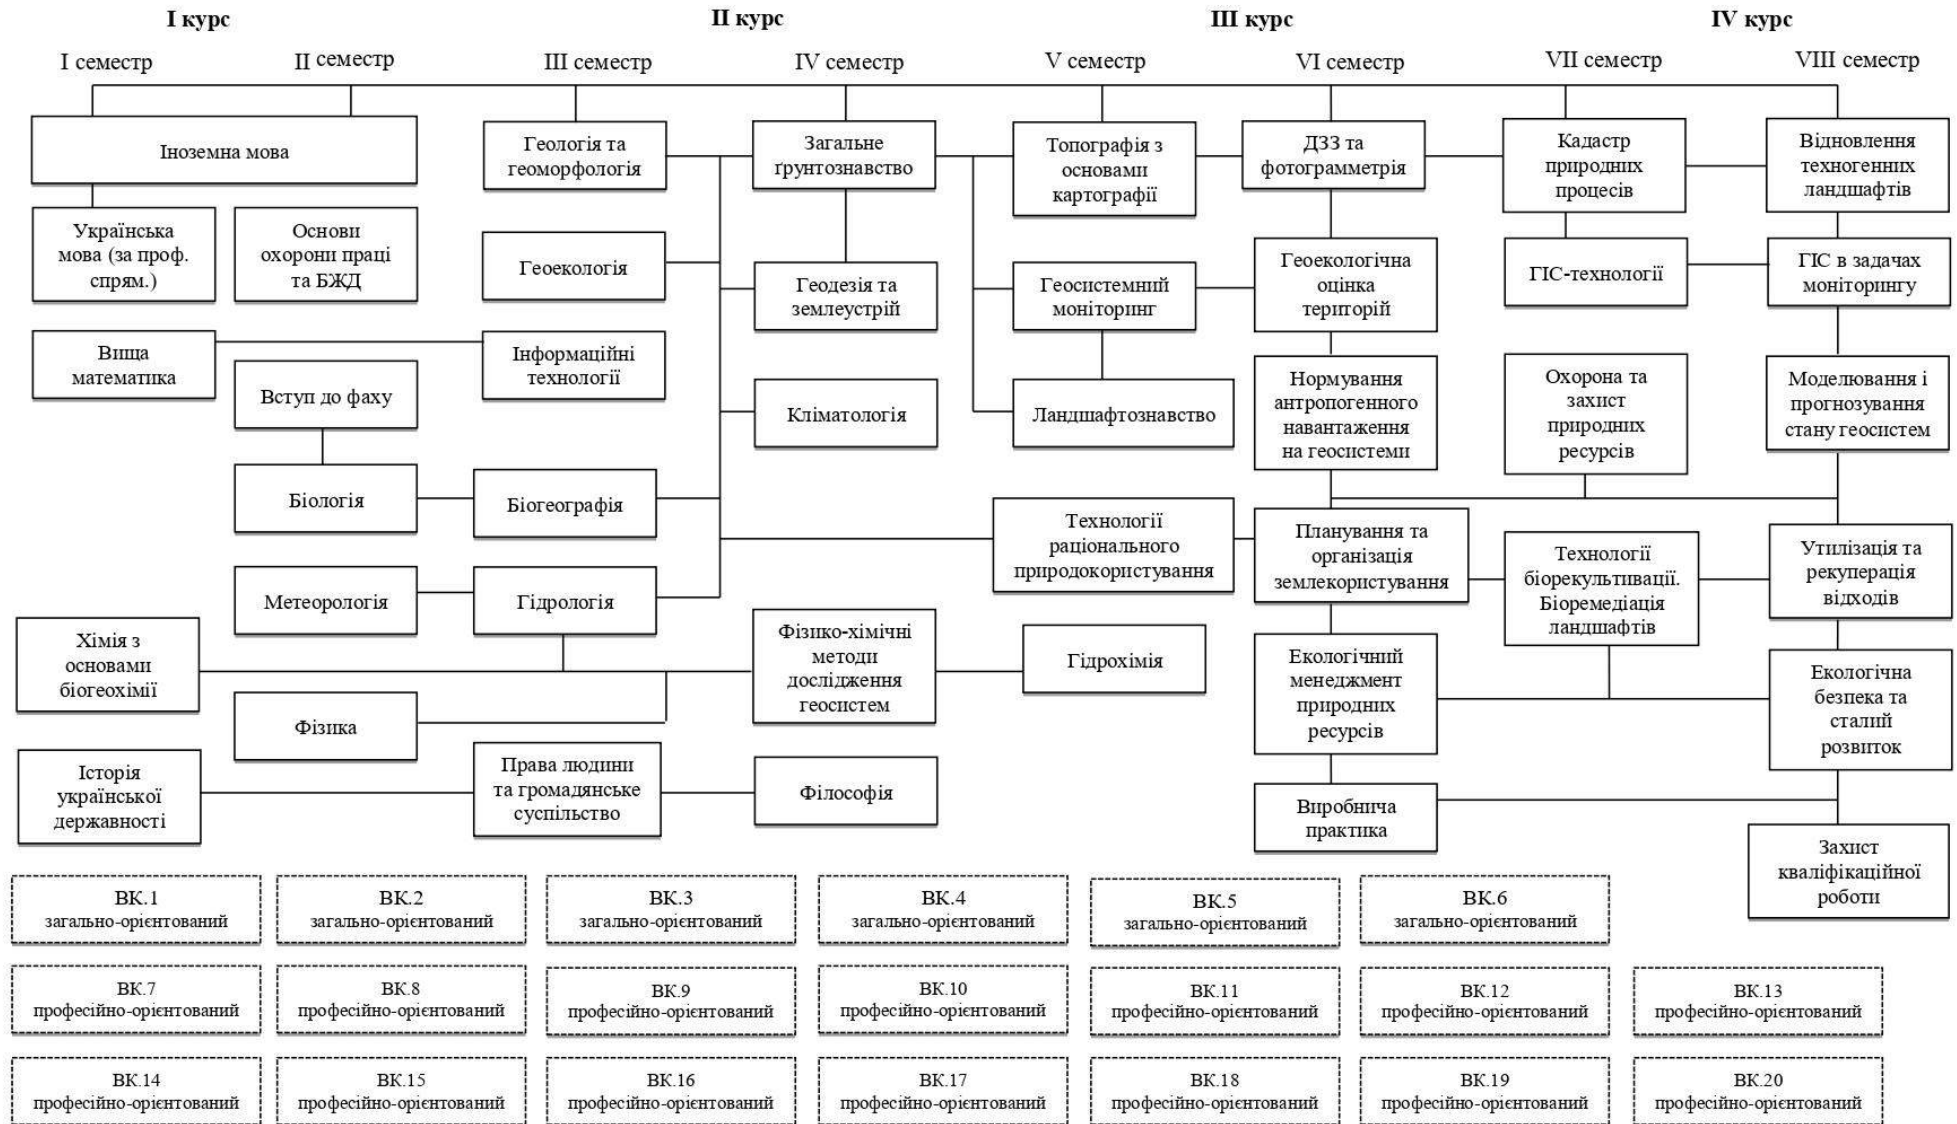 І курс
ІІ курс
ІІІ курс
IV курс
І семестр
ІІ семестр
ІІІ семестр
IV семестр
V семестр
VI семестр
VII семестр
VIII семестр
Іноземна мова
Геологія та
геоморфологія
Загальне
ґрунтознавство
Топографія з
основами
картографії
ДЗЗ та
фотограмметрія
Кадастр
природних
процесів
Відновлення
техногенних
ландшафтів
Українська
мова (за проф.
спрям.)
Основи
охорони праці
та БЖД
Геоекологія
Геодезія та
землеустрій
Геосистемний
моніторинг
Геоекологічна
оцінка
територій
ГІС-технології
ГІС в задачах
моніторингу
Вища
математика
Вступ до фаху
Інформаційні
технології
Кліматологія
Ландшафтознавство
Нормування
антропогенного
навантаження
на геосистеми
Охорона та
захист
природних
ресурсів
Моделювання і
прогнозування
стану геосистем
Біологія
Біогеографія
Технології
раціонального
природокористування
Планування та
організація
землекористування
Технології
біорекультивації.
Біоремедіація
ландшафтів
Утилізація та
рекуперація
відходів
Метеорологія
Гідрологія
Хімія з
основами
біогеохімії
Фізика
Фізико-хімічні
методи
дослідження
геосистем
Гідрохімія
Екологічний
менеджмент
природних
ресурсів
Екологічна
безпека та
сталий
розвиток
Історія
української
державності
Права людини
та громадянське
суспільство
Філософія
Виробнича
практика
Захист
кваліфікаційної
роботи
ВК.1
загально-орієнтований
ВК.2
загально-орієнтований
ВК.3
загально-орієнтований
ВК.4
загально-орієнтований
ВК.5
загально-орієнтований
ВК.6
загально-орієнтований
ВК.7
професійно-орієнтований
ВК.8
професійно-орієнтований
ВК.9
професійно-орієнтований
ВК.10
професійно-орієнтований
ВК.11
професійно-орієнтований
ВК.12
професійно-орієнтований
ВК.13
професійно-орієнтований
ВК.14
професійно-орієнтований
ВК.15
професійно-орієнтований
ВК.16
професійно-орієнтований
ВК.17
професійно-орієнтований
ВК.18
професійно-орієнтований
ВК.19
професійно-орієнтований
ВК.20
професійно-орієнтований